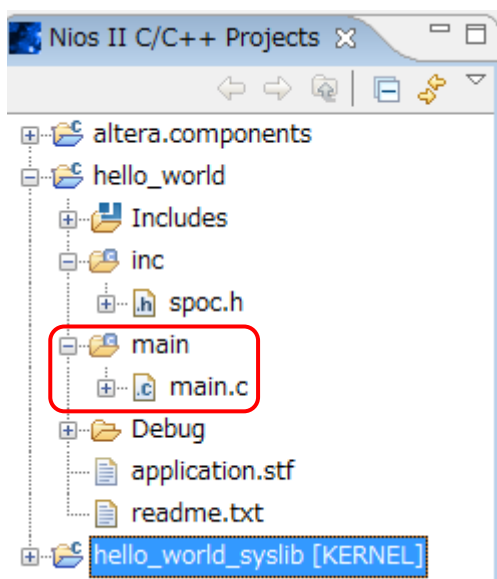 Nios II C/C++ Projects
altera.components
hello_world
Includes
inc
.h spoc.h
main
.c main.c
Debug
application.stf
readme.txt
hello_world_syslib [KERNEL]